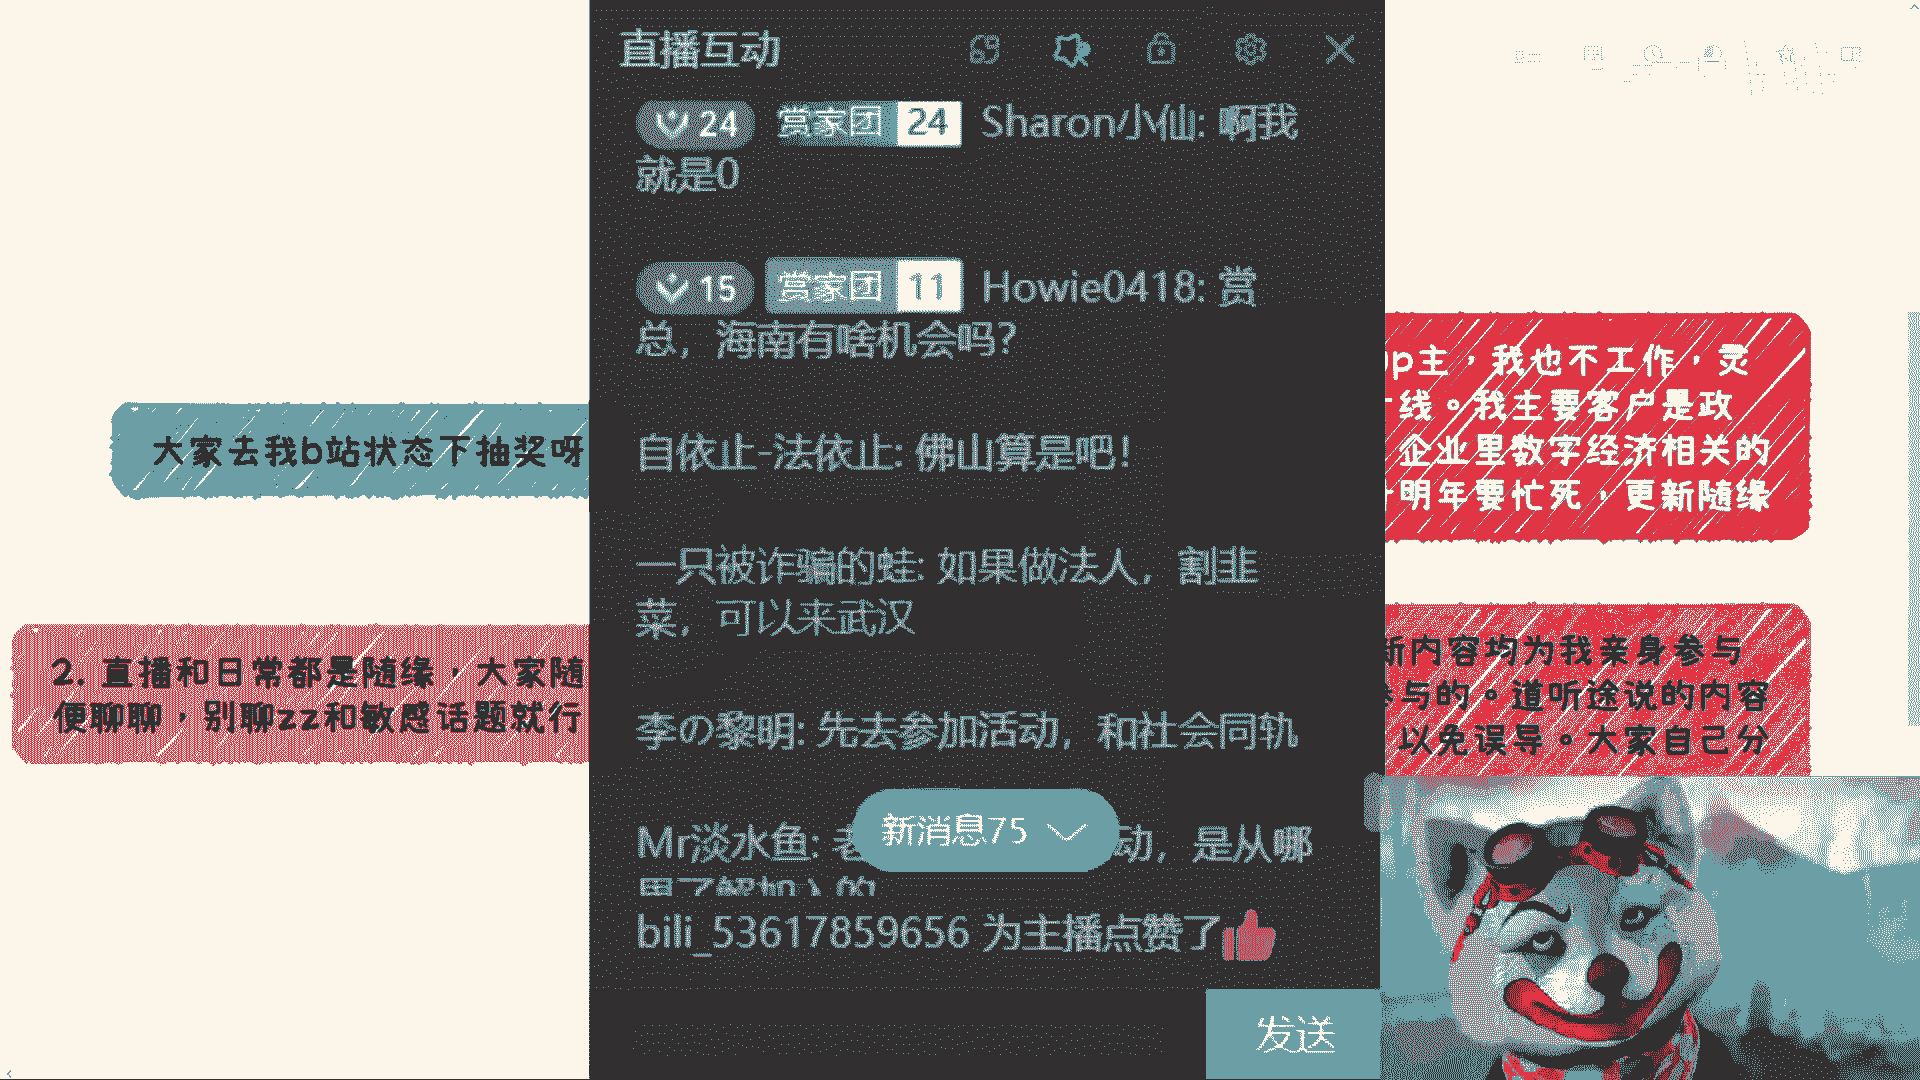 直播互动
24 赏家团 24 Sharon小仙: 啊我
就是0
15 赏家团 11 Howie0418: 赏
总，海南有啥机会吗？
自依止-法依止: 佛山算是吧！
一只被诈骗的蛙: 如果做法人，割韭
菜，可以来武汉
李の黎明: 先去参加活动，和社会同轨
Mr淡水鱼: 老
动，是从哪
新消息75
bili_53617859656 为主播点赞了
发送
大家去我b站状态下抽奖呀
2. 直播和日常都是随缘，大家随
便聊聊，别聊zz和敏感话题就行
p主，我也不工作，灵
线。我主要客户是政
企业里数字经济相关的
明年要忙死，更新随缘
新内容均为我亲身参与
参与的。道听途说的内容
以免误导。大家自己分